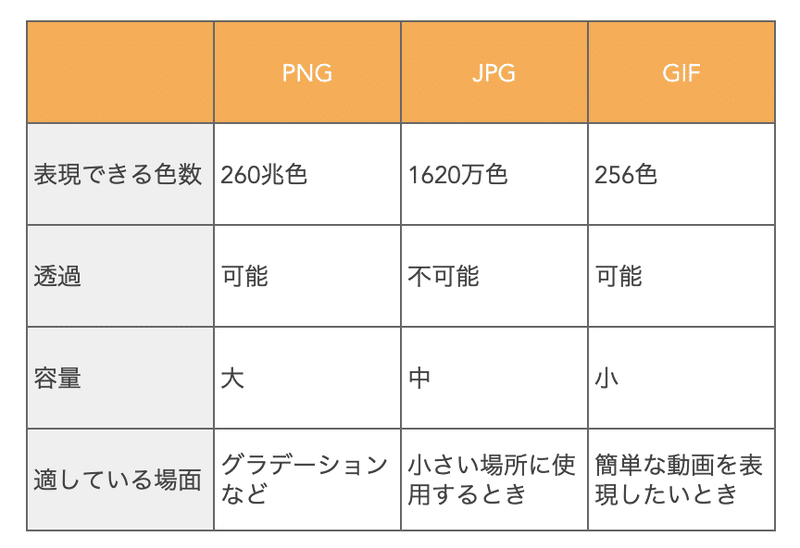 PNG JPG GIF
表現できる色数 260兆色 1620万色 256色
透過 可能 不可能 可能
容量 大 中 小
適している場面
グラデーション
など
小さい場所に使
用するとき
簡単な動画を表
現したいとき